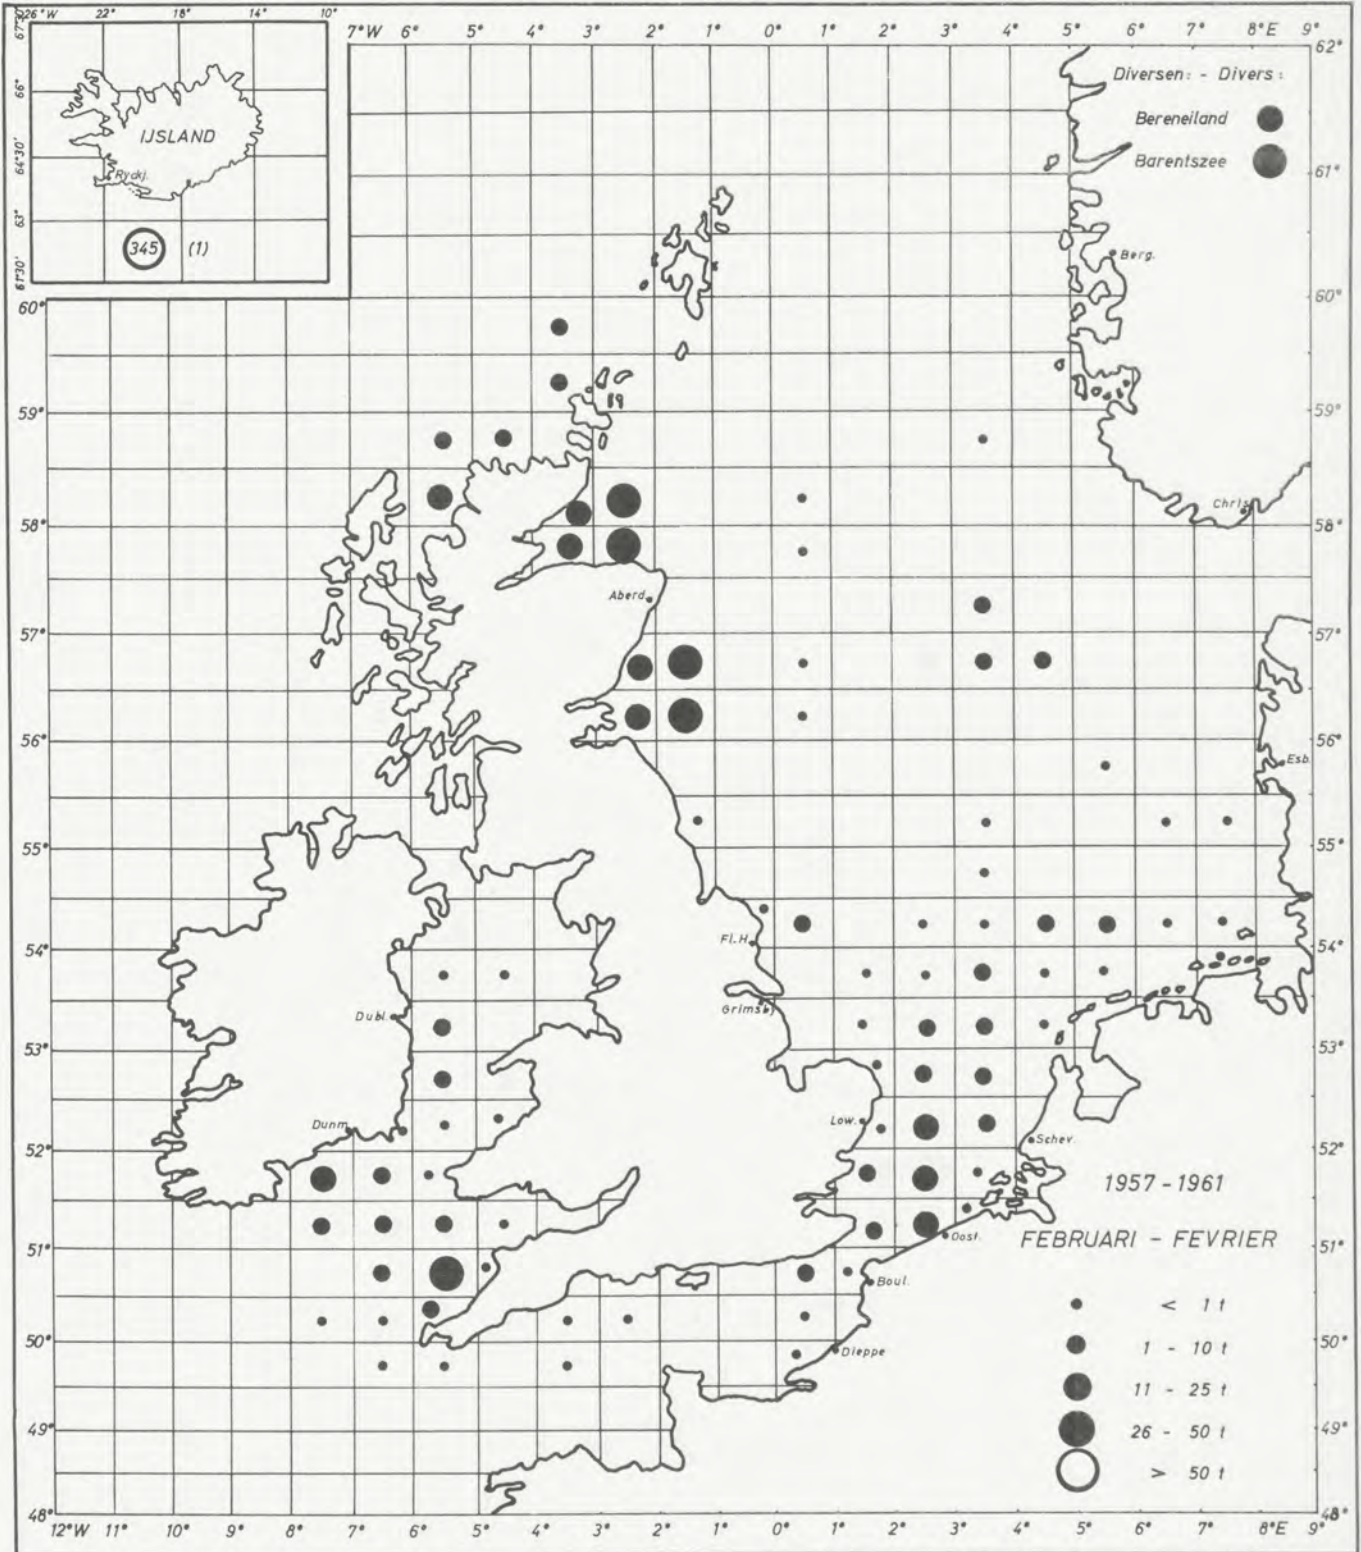 26°W 22° 18° 14° 10°
66°
64°30'
63°
61°30'
IJSLAND
Ryckj.
345 (1)
7°W 6° 5° 4° 3° 2° 1° 0° 1° 2° 3° 4° 5° 6° 7° 8°E 9°
62°
Diversen: - Divers:
Bereneiland
Barentszee
61°
Berg.
60° 60°
59° 59°
Chris
58° 58°
Aberd.
57° 57°
56° 56°
Esb.
55° 55°
54° 54°
Fl.H.
Grimsby
Dubl.
53° 53°
Dunm.
Low.
52° 52°
Schev.
1957 - 1961
51° 51°
Oost.
FEBRUARI - FEVRIER
Boul.
< 1 t
50° 50°
Dieppe
1 - 10 t
11 - 25 t
49° 49°
26 - 50 t
> 50 t
48° 48°
12°W 11° 10° 9° 8° 7° 6° 5° 4° 3° 2° 1° 0° 1° 2° 3° 4° 5° 6° 7° 8°E 9°